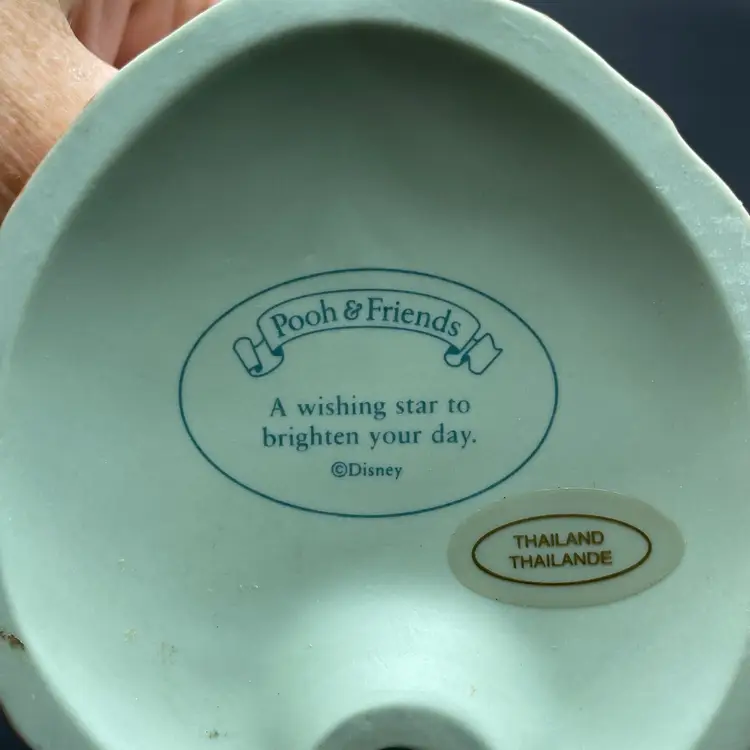 Pooh & Friends
A wishing star to
brighten your day.
©Disney
THAILAND
THAILANDE